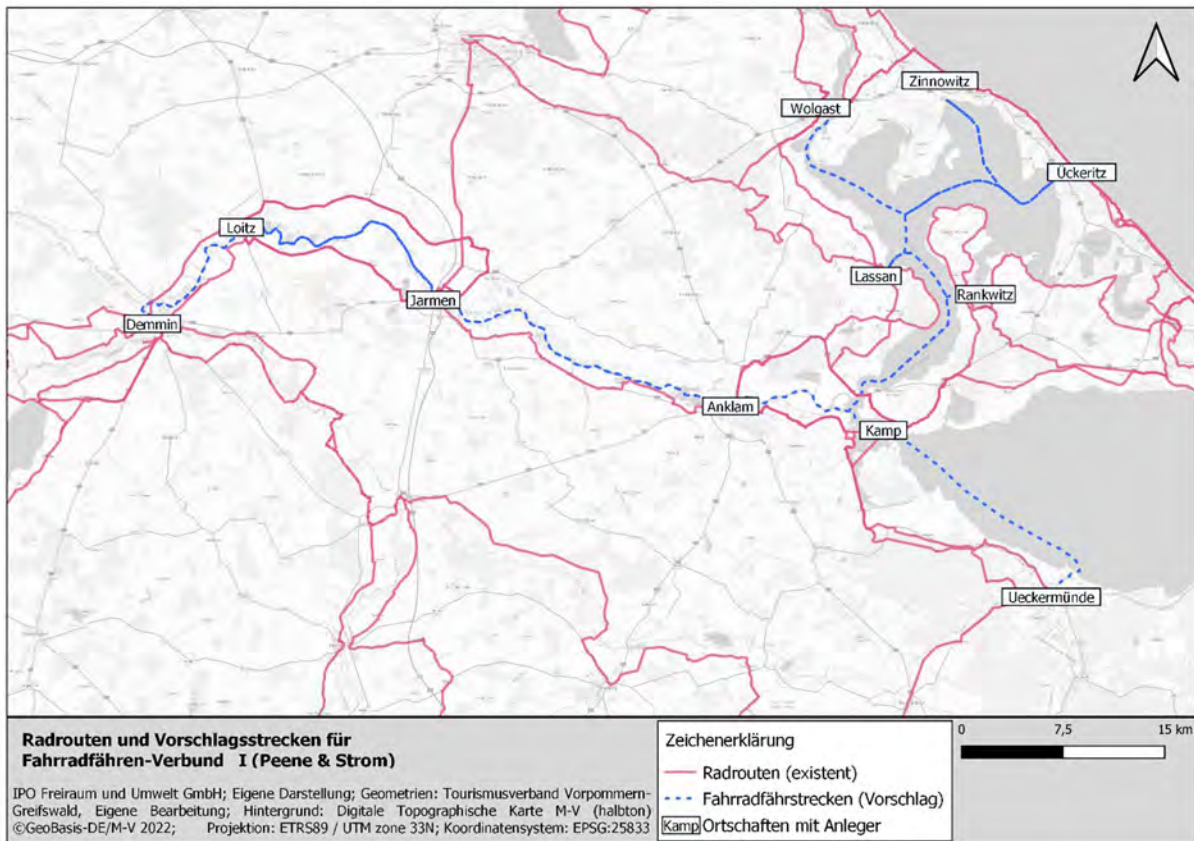 Zinnowitz
Wolgast
Ückeritz
Loitz
Lassan
Rankwitz
Jarmen
Demmin
Anklam
Kamp
Ueckermünde
Radrouten und Vorschlagsstrecken für
Fahrradfähren-Verbund I (Peene & Strom)
IPO Freiraum und Umwelt GmbH; Eigene Darstellung; Geometrien: Tourismusverband Vorpommern-
Greifswald, Eigene Bearbeitung; Hintergrund: Digitale Topographische Karte M-V (halbton)
©GeoBasis-DE/M-V 2022; Projektion: ETRS89 / UTM zone 33N; Koordinatensystem: EPSG:25833
Zeichenerklärung
Radrouten (existent)
Fahrradfährstrecken (Vorschlag)
Kamp Ortschaften mit Anleger
0 7,5 15 km